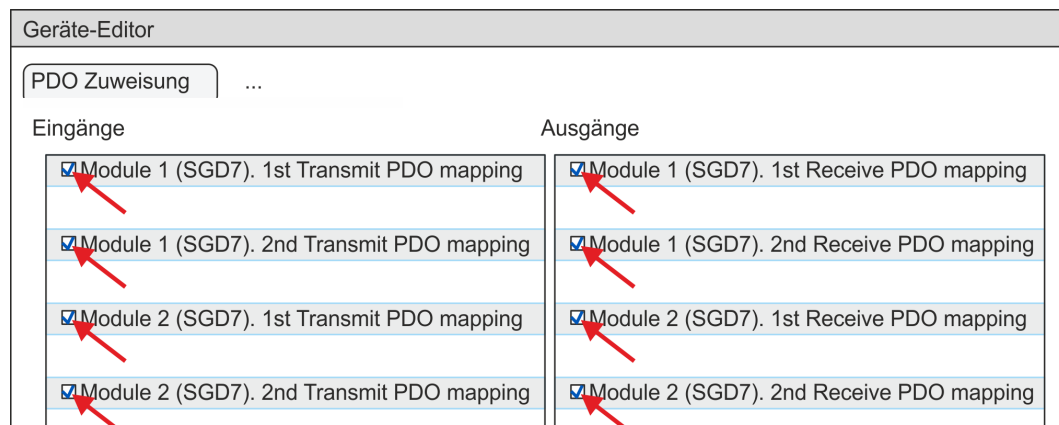 Geräte-Editor
PDO Zuweisung
...
Eingänge
Module 1 (SGD7). 1st Transmit PDO mapping
Module 1 (SGD7). 2nd Transmit PDO mapping
Module 2 (SGD7). 1st Transmit PDO mapping
Module 2 (SGD7). 2nd Transmit PDO mapping
Ausgänge
Module 1 (SGD7). 1st Receive PDO mapping
Module 1 (SGD7). 2nd Receive PDO mapping
Module 2 (SGD7). 1st Receive PDO mapping
Module 2 (SGD7). 2nd Receive PDO mapping